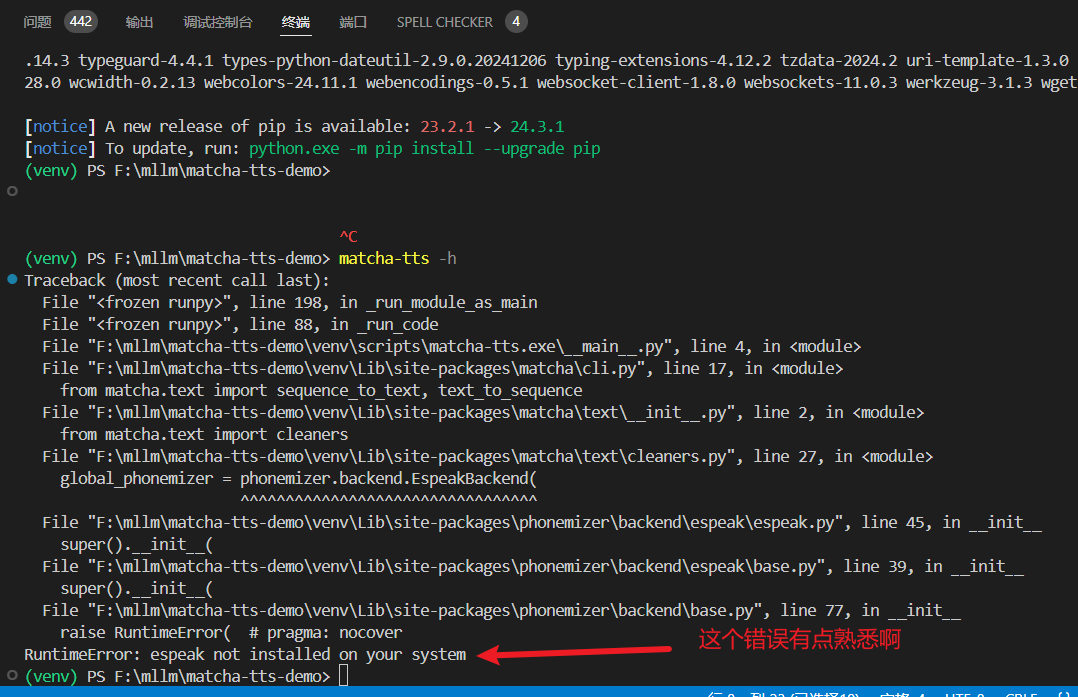 问题 442 输出 调试控制台 终端 端口 SPELL CHECKER 4
.14.3 typeguard-4.4.1 types-python-dateutil-2.9.0.20241206 typing-extensions-4.12.2 tzdata-2024.2 uri-template-1.3.0
28.0 wcwidth-0.2.13 webcolors-24.11.1 webencodings-0.5.1 websocket-client-1.8.0 websockets-11.0.3 werkzeug-3.1.3 wget
[notice] A new release of pip is available: 23.2.1 -> 24.3.1
[notice] To update, run: python.exe -m pip install --upgrade pip
(venv) PS F:\mllm\matcha-tts-demo>
^C
(venv) PS F:\mllm\matcha-tts-demo> matcha-tts -h
Traceback (most recent call last):
  File "<frozen runpy>", line 198, in _run_module_as_main
  File "<frozen runpy>", line 88, in _run_code
  File "F:\mllm\matcha-tts-demo\venv\scripts\matcha-tts.exe\__main__.py", line 4, in <module>
  File "F:\mllm\matcha-tts-demo\venv\Lib\site-packages\matcha\cli.py", line 17, in <module>
    from matcha.text import sequence_to_text, text_to_sequence
  File "F:\mllm\matcha-tts-demo\venv\Lib\site-packages\matcha\text\__init__.py", line 2, in <module>
    from matcha.text import cleaners
  File "F:\mllm\matcha-tts-demo\venv\Lib\site-packages\matcha\text\cleaners.py", line 27, in <module>
    global_phonemizer = phonemizer.backend.EspeakBackend(
                        ^^^^^^^^^^^^^^^^^^^^^^^^^^^^^^^^^
  File "F:\mllm\matcha-tts-demo\venv\Lib\site-packages\phonemizer\backend\espeak\espeak.py", line 45, in __init__
    super().__init__(
  File "F:\mllm\matcha-tts-demo\venv\Lib\site-packages\phonemizer\backend\espeak\base.py", line 39, in __init__
    super().__init__(
  File "F:\mllm\matcha-tts-demo\venv\Lib\site-packages\phonemizer\backend\base.py", line 77, in __init__
    raise RuntimeError(  # pragma: nocover
这个错误有点熟悉啊
RuntimeError: espeak not installed on your system
(venv) PS F:\mllm\matcha-tts-demo>